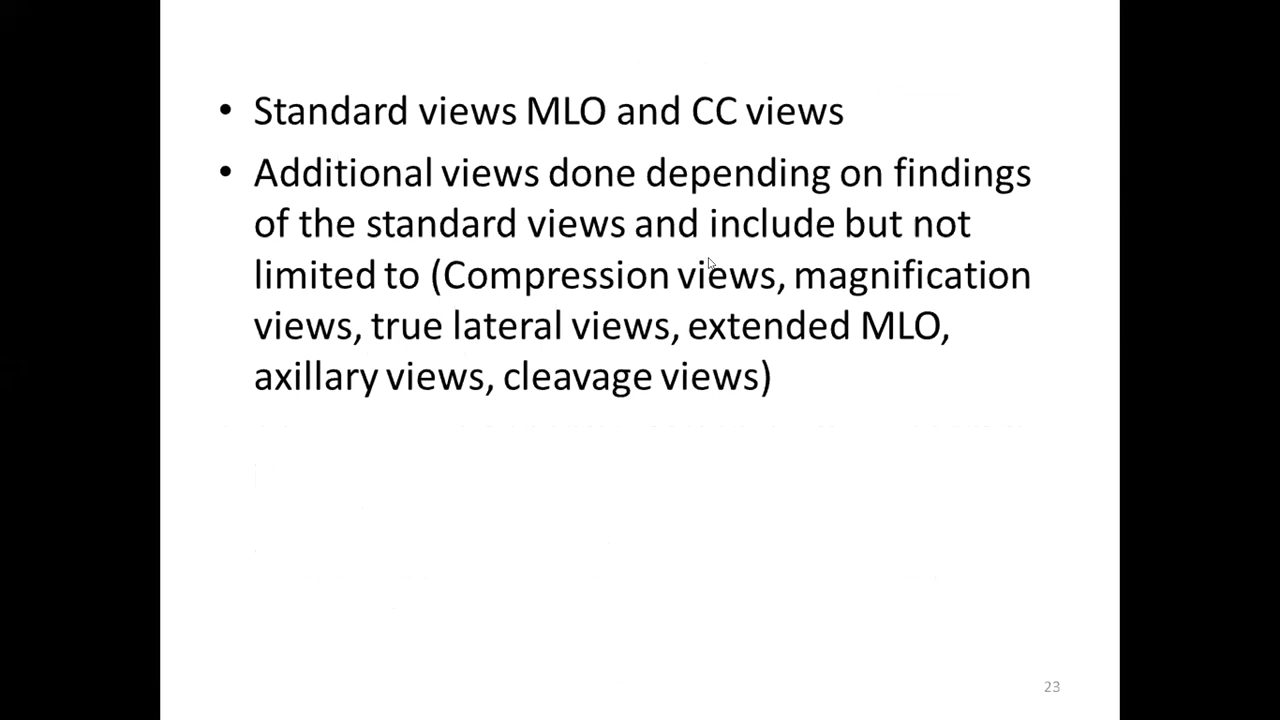 • Standard views MLO and CC views
• Additional views done depending on findings
of the standard views and include but not
limited to (Compression views, magnification
views, true lateral views, extended MLO,
axillary views, cleavage views)
23